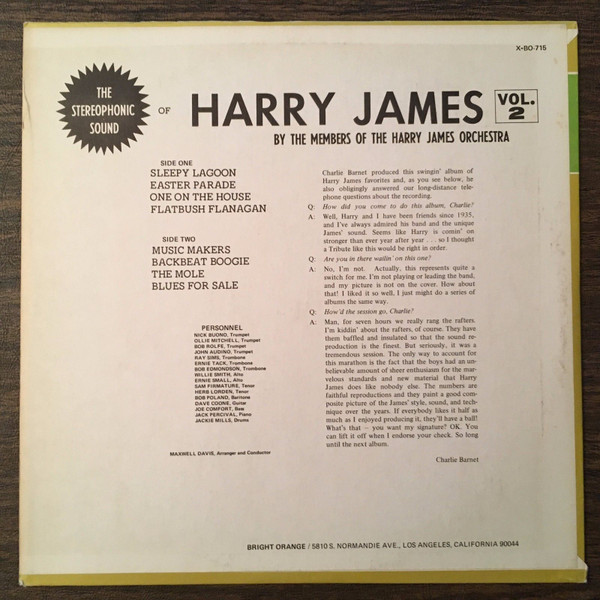 X-BO-715
THE
STEREOPHONIC
SOUND
OF HARRY JAMES VOL. 2
BY THE MEMBERS OF THE HARRY JAMES ORCHESTRA
SIDE ONE
SLEEPY LAGOON
EASTER PARADE
ONE ON THE HOUSE
FLATBUSH FLANAGAN
SIDE TWO
MUSIC MAKERS
BACKBEAT BOOGIE
THE MOLE
BLUES FOR SALE
PERSONNEL
NICK BUONO, Trumpet
OLLIE MITCHELL, Trumpet
BOB ROLFE, Trumpet
JOHN AUDINO, Trumpet
RAY SIMS, Trombone
ERNIE TACK, Trombone
BOB EDMONDSON, Trombone
WILLIE SMITH, Alto
ERNIE SMALL, Alto
SAM FIRMATURE, Tenor
HERB LORDEN, Tenor
BOB POLAND, Baritone
DAVE COONE, Guitar
JOE COMFORT, Bass
JACK PERCIVAL, Piano
JACKIE MILLS, Drums
MAXWELL DAVIS, Arranger and Conductor
Charlie Barnet produced this swingin' album of
Harry James favorites and, as you see below, he
also obligingly answered our long-distance tele-
phone questions about the recording.
Q: How did you come to do this album, Charlie?
A: Well, Harry and I have been friends since 1935,
and I've always admired his band and the unique
James' sound. Seems like Harry is comin' on
stronger than ever year after year . . . so I thought
a Tribute like this would be right in order.
Q: Are you in there wailin' on this one?
A: No, I'm not. Actually, this represents quite a
switch for me. I'm not playing or leading the band,
and my picture is not on the cover. How about
that! I liked it so well, I just might do a series of
albums the same way.
Q: How'd the session go, Charlie?
A: Man, for seven hours we really rang the rafters.
I'm kiddin' about the rafters, of course. They have
them baffled and insulated so that the sound re-
production is the finest. But seriously, it was a
tremendous session. The only way to account for
this marathon is the fact that the boys had an un-
believable amount of sheer enthusiasm for the mar-
velous standards and new material that Harry
James does like nobody else. The numbers are
faithful reproductions and they paint a good com-
posite picture of the James' style, sound, and tech-
nique over the years. If everybody likes it half as
much as I enjoyed producing it, they'll have a ball!
What's that – you want my signature? OK. You
can lift it off when I endorse your check. So long
until the next album.
Charlie Barnet
BRIGHT ORANGE / 5810 S. NORMANDIE AVE., LOS ANGELES, CALIFORNIA 90044